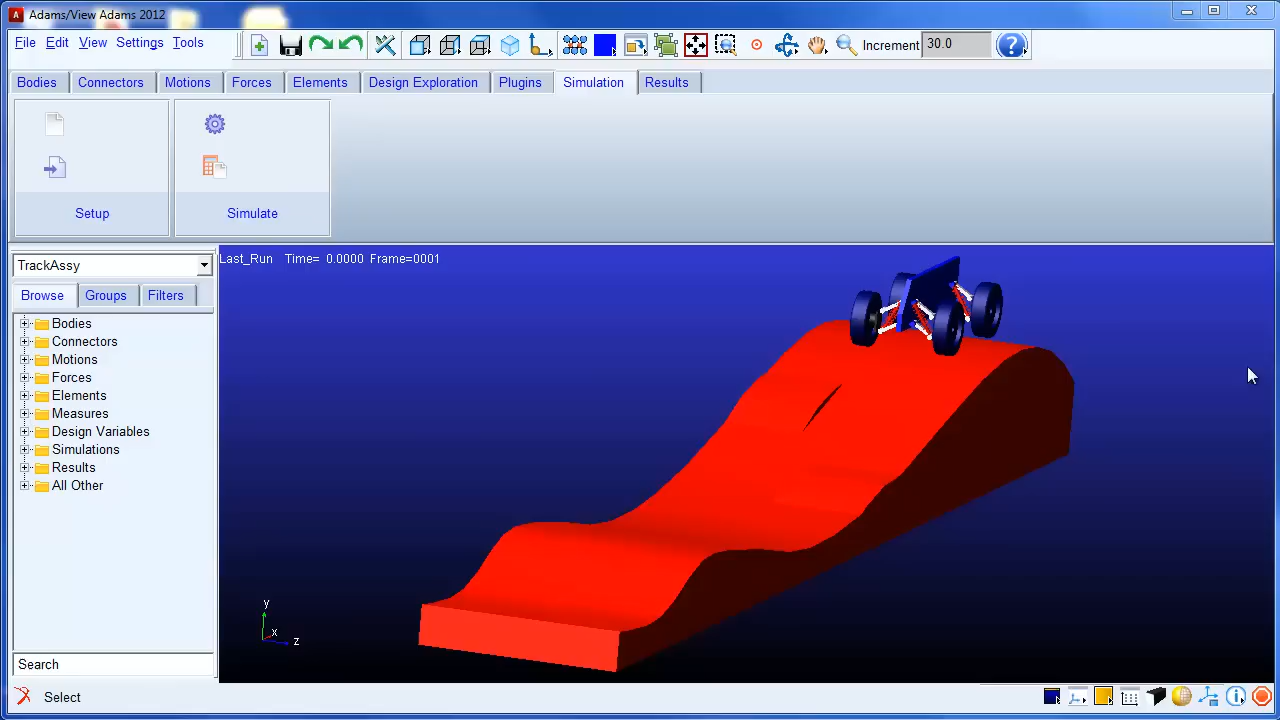 Adams/View Adams 2012
File Edit View Settings Tools
Increment 30.0
Bodies Connectors Motions Forces Elements Design Exploration Plugins Simulation Results
Setup Simulate
TrackAssy
Last_Run Time= 0.0000 Frame=0001
Browse Groups Filters
Bodies
Connectors
Motions
Forces
Elements
Measures
Design Variables
Simulations
Results
All Other
y
x
z
Search
Select